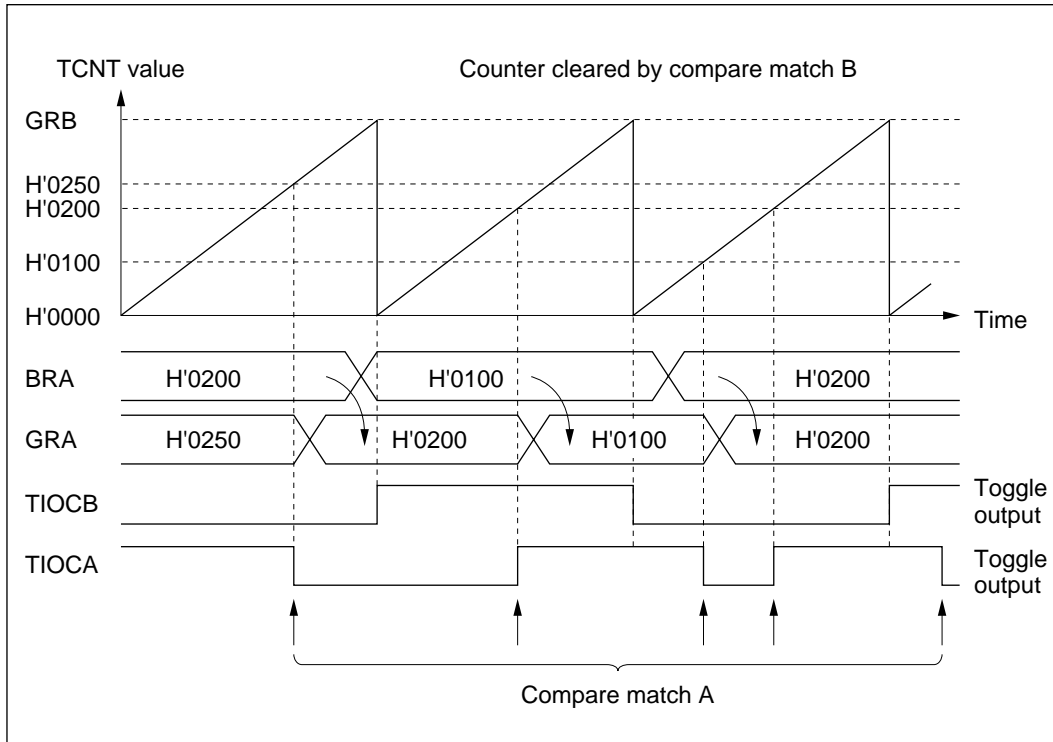 TCNT value
Counter cleared by compare match B
GRB
H'0250
H'0200
H'0100
H'0000
Time
BRA
H'0200
H'0100
H'0200
GRA
H'0250
H'0200
H'0100
H'0200
TIOCB
Toggle
output
TIOCA
Toggle
output
Compare match A